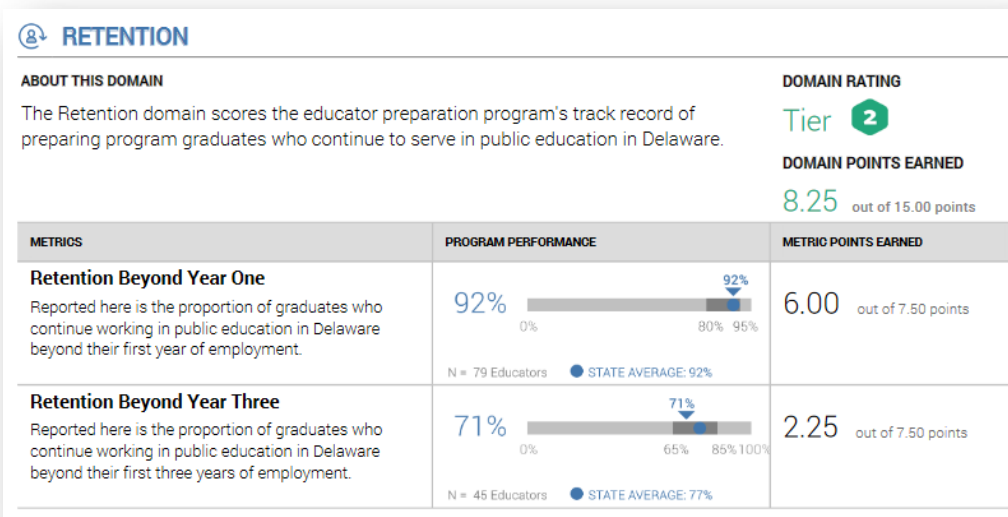 RETENTION
ABOUT THIS DOMAIN
The Retention domain scores the educator preparation program's track record of
preparing program graduates who continue to serve in public education in Delaware.
DOMAIN RATING
Tier 2
DOMAIN POINTS EARNED
8.25 out of 15.00 points
METRICS PROGRAM PERFORMANCE METRIC POINTS EARNED
Retention Beyond Year One
Reported here is the proportion of graduates who
continue working in public education in Delaware
beyond their first year of employment.
92%
92%
0% 80% 95%
N = 79 Educators STATE AVERAGE: 92%
6.00 out of 7.50 points
Retention Beyond Year Three
Reported here is the proportion of graduates who
continue working in public education in Delaware
beyond their first three years of employment.
71%
71%
0% 65% 85% 100%
N = 45 Educators STATE AVERAGE: 77%
2.25 out of 7.50 points